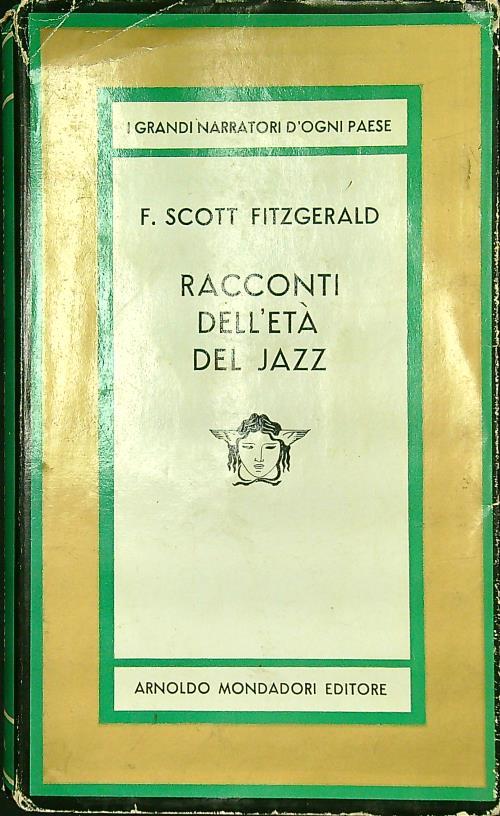 I GRANDI NARRATORI D'OGNI PAESE
F. SCOTT FITZGERALD
RACCONTI
DELL'ETÀ
DEL JAZZ
ARNOLDO MONDADORI EDITORE